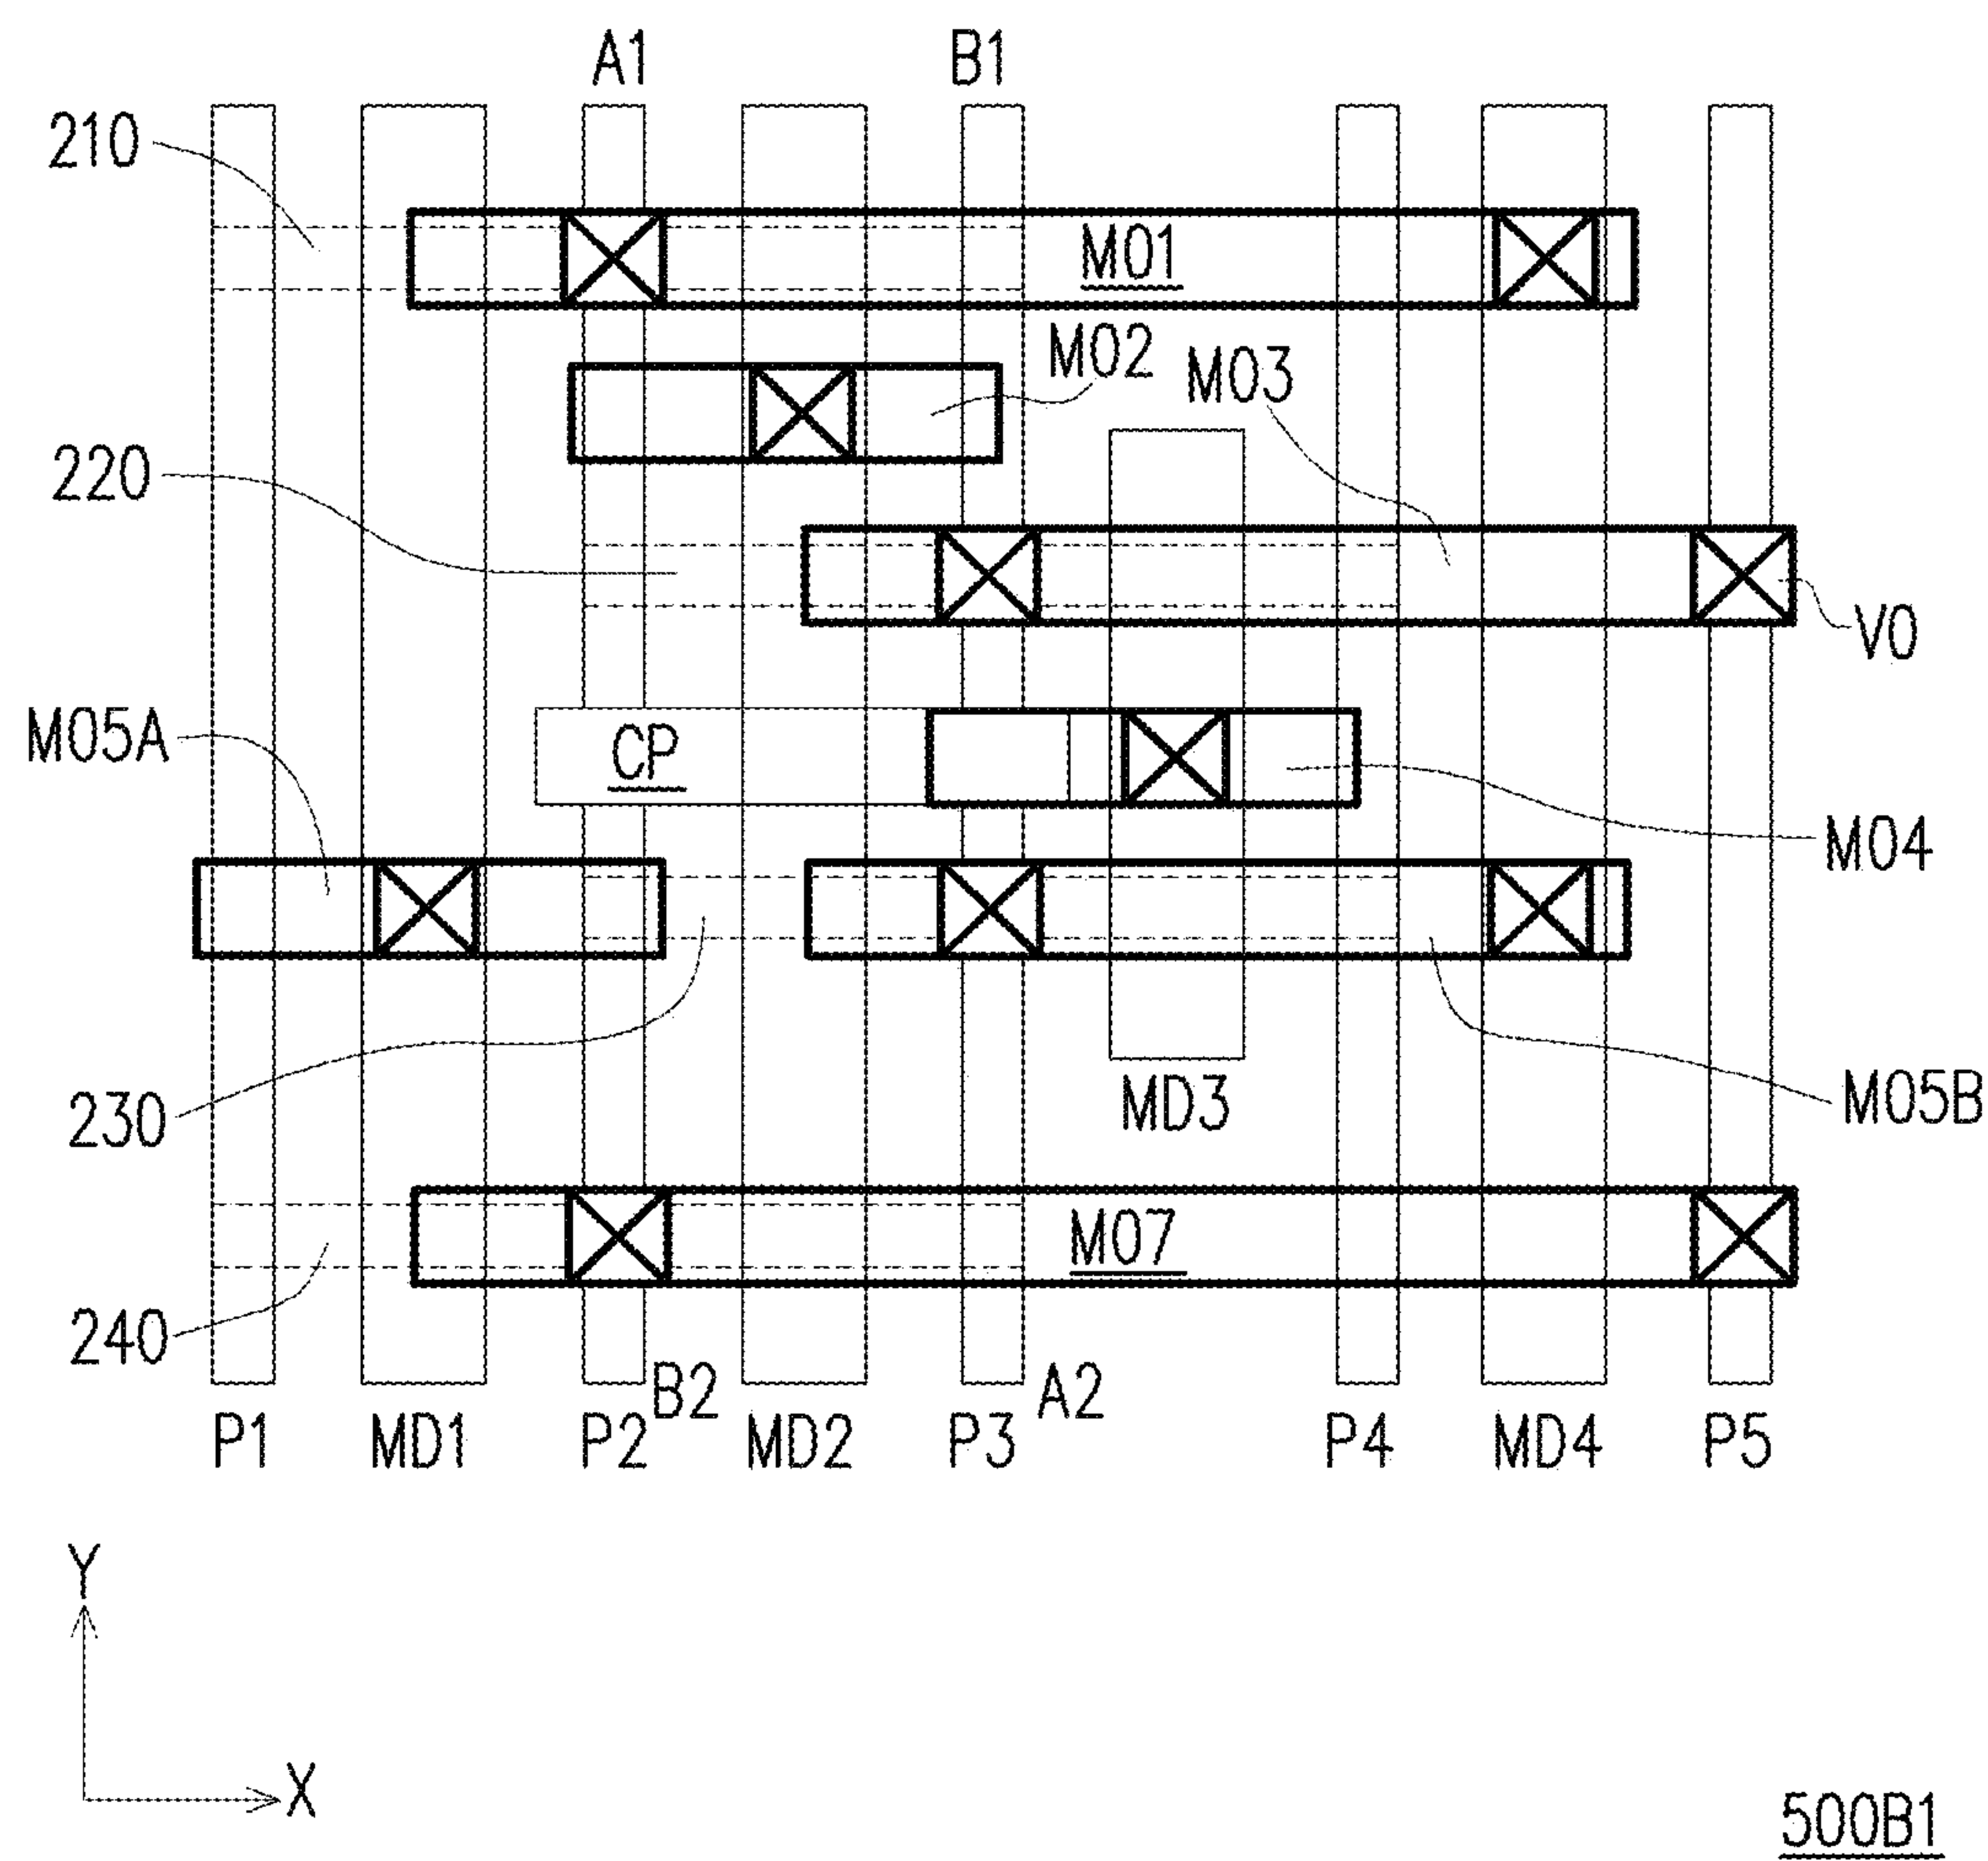 A1 B1
210
M01
M02
M03
220
V0
M05A
CP
M04
230
MD3
M05B
M07
240
B2 A2
P1 MD1 P2 MD2 P3 P4 MD4 P5
Y
X
500B1